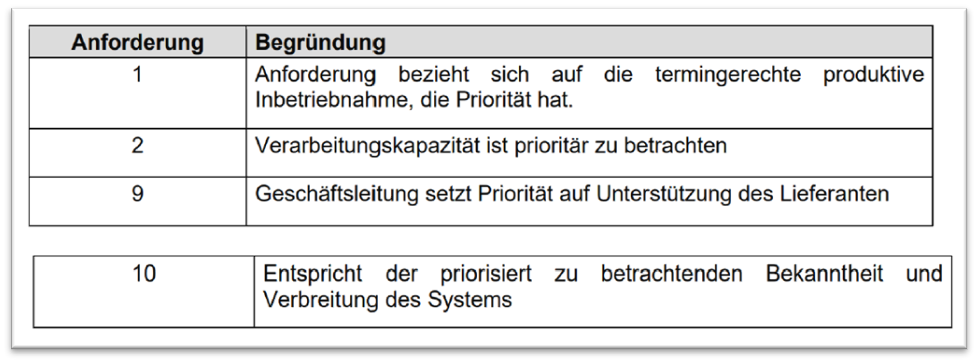 Anforderung Begründung
1 Anforderung bezieht sich auf die termingerechte produktive
Inbetriebnahme, die Priorität hat.
2 Verarbeitungskapazität ist prioritär zu betrachten
9 Geschäftsleitung setzt Priorität auf Unterstützung des Lieferanten
10 Entspricht der priorisiert zu betrachtenden Bekanntheit und
Verbreitung des Systems